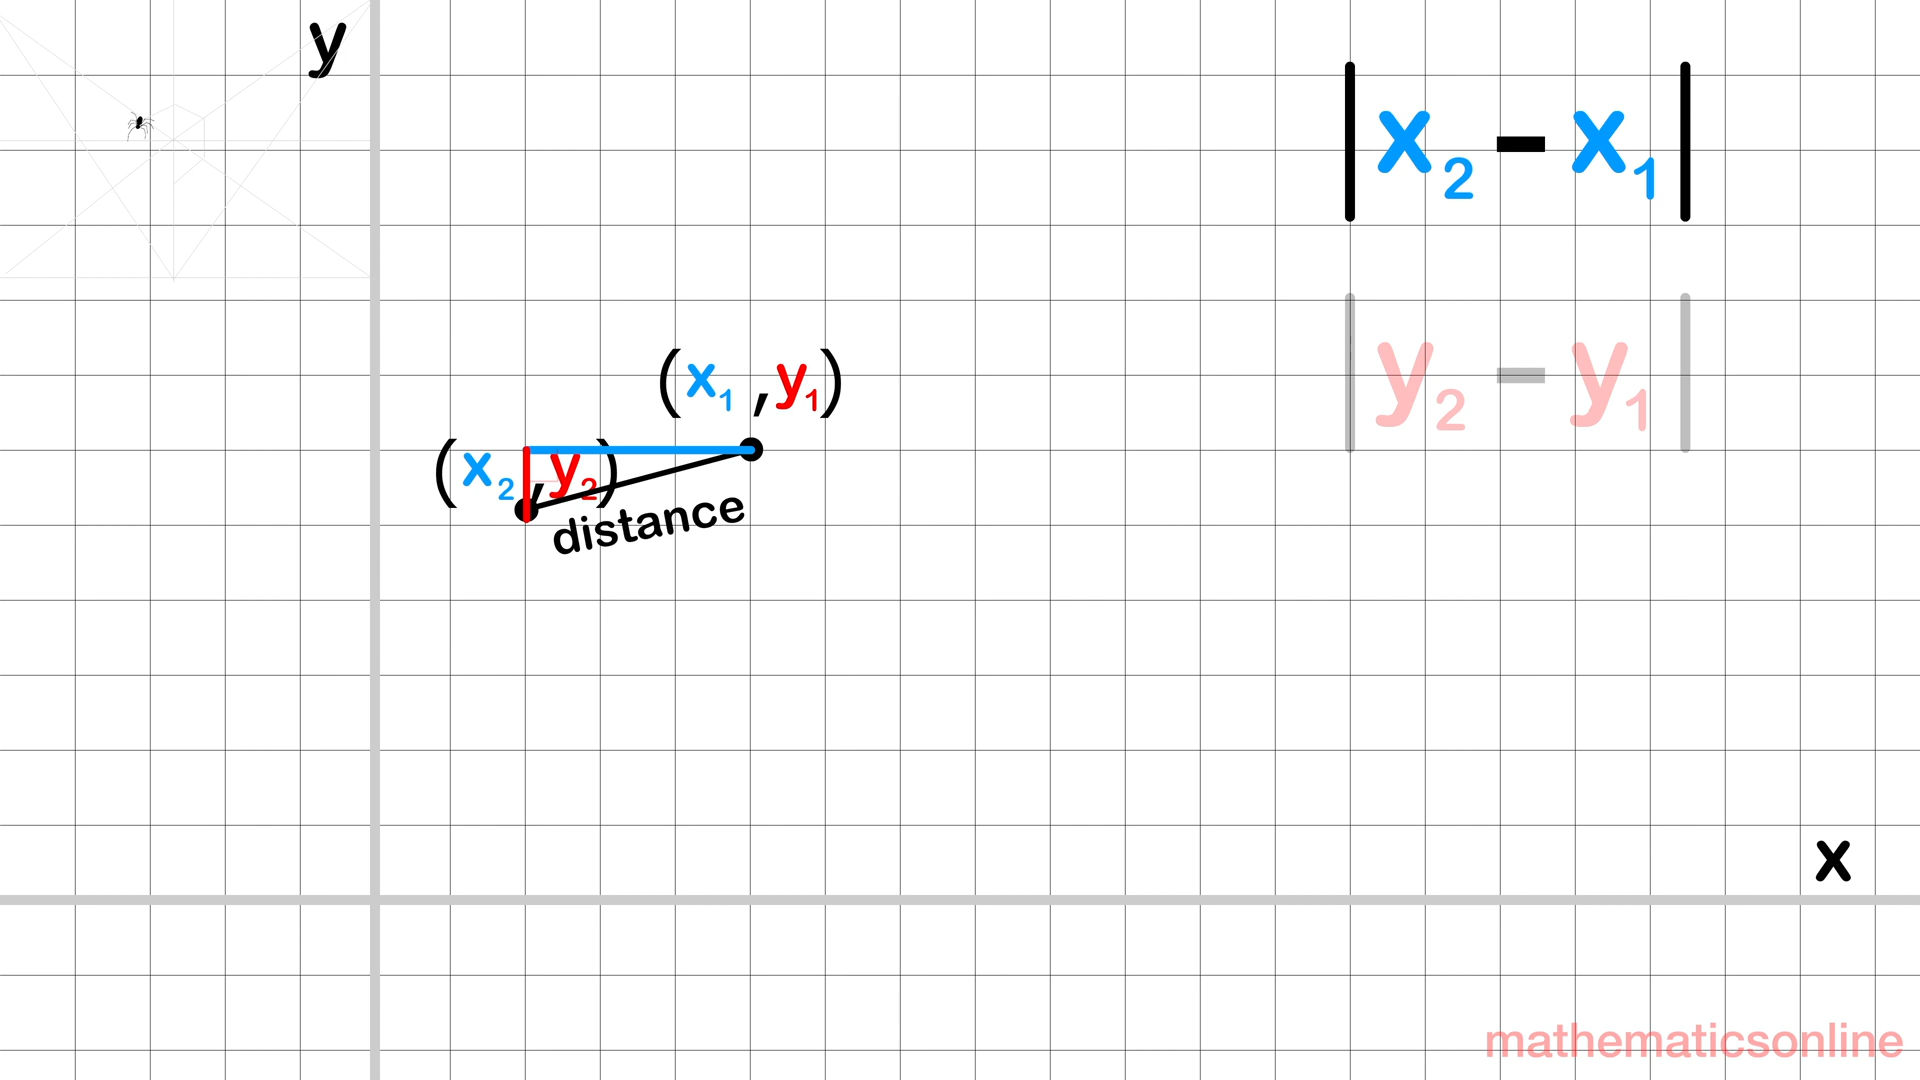 y
|x₂ - x₁|
|y₂ - y₁|
(x₁ ,y₁)
(x₂ ,y₂)
distance
x
mathematicsonline